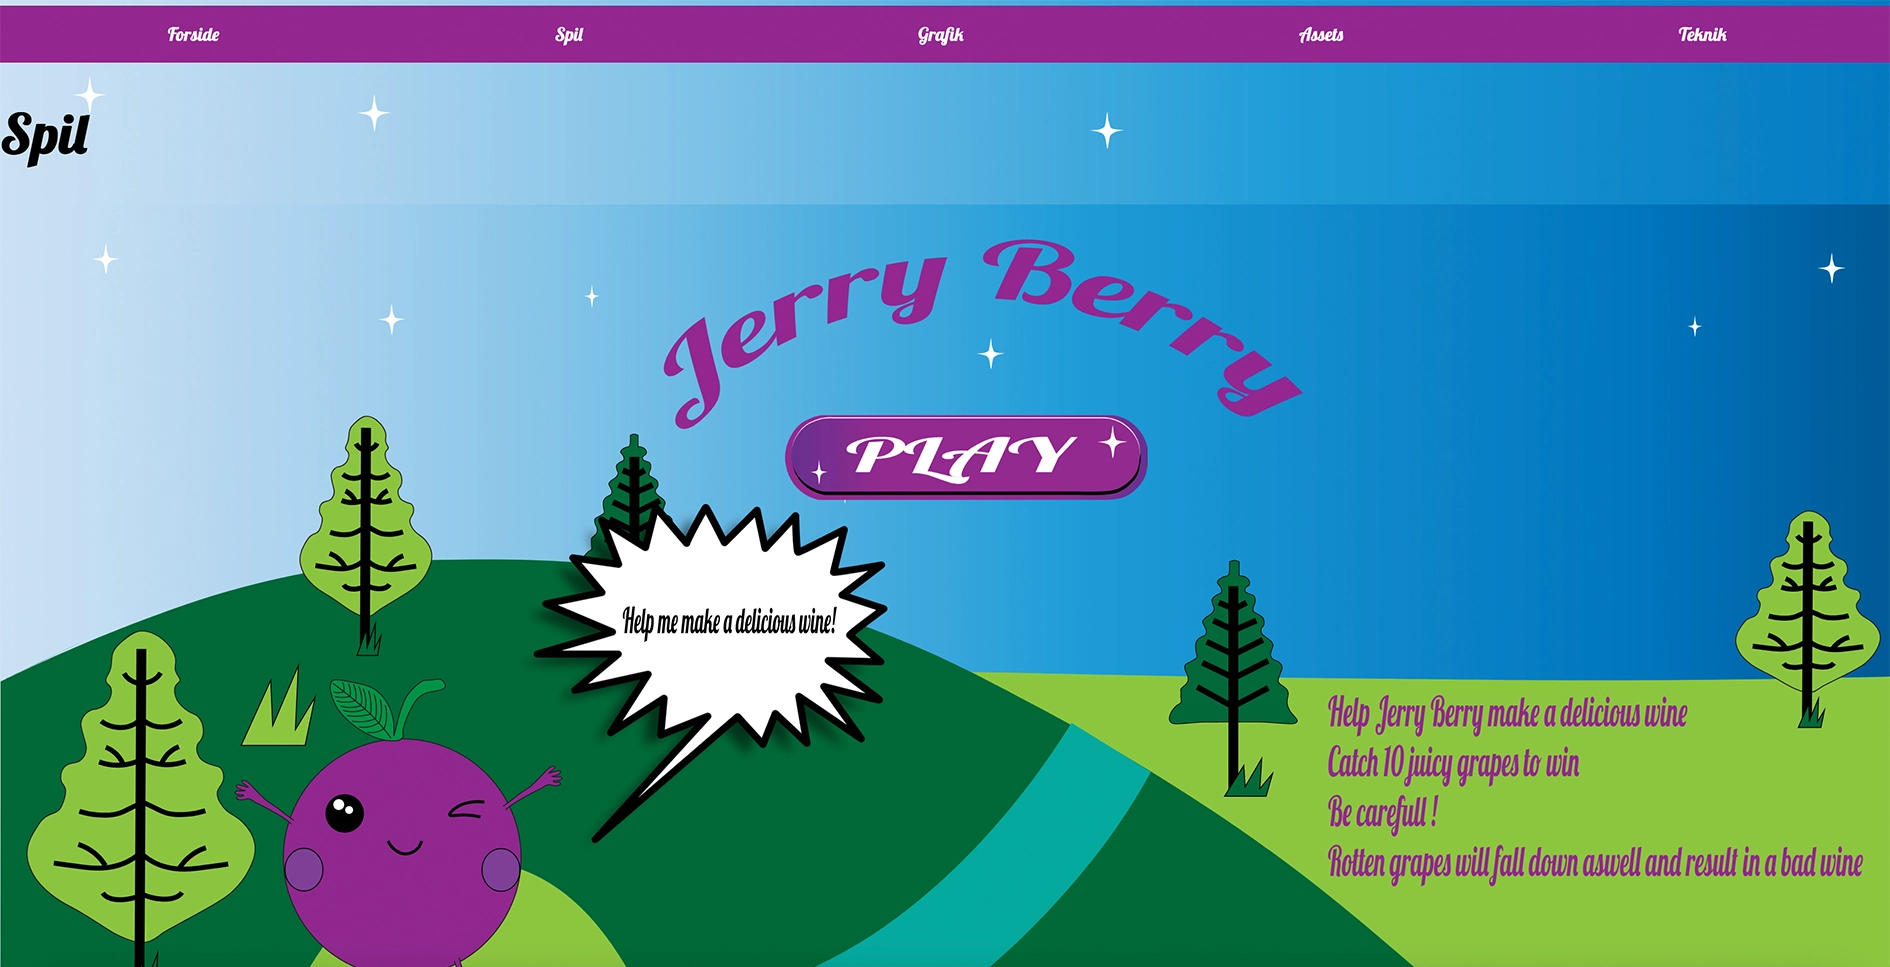 Forside Spil Grafik Assets Teknik
Spil
Jerry Berry
PLAY
Help me make a delicious wine!
Help Jerry Berry make a delicious wine
Catch 10 juicy grapes to win
Be carefull !
Rotten grapes will fall down aswell and result in a bad wine